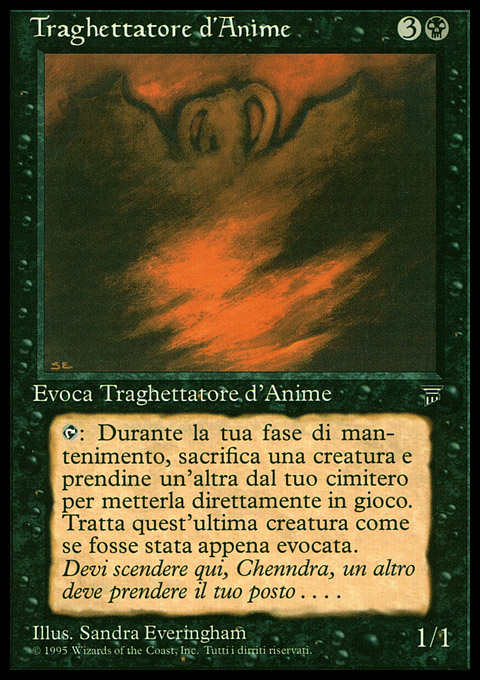 Traghettatore d'Anime 3
SE
Evoca Traghettatore d'Anime
: Durante la tua fase di man-
tenimento, sacrifica una creatura e
prendine un'altra dal tuo cimitero
per metterla direttamente in gioco.
Tratta quest'ultima creatura come
se fosse stata appena evocata.
Devi scendere qui, Chenndra, un altro
deve prendere il tuo posto . . . .
Illus. Sandra Everingham
1/1
© 1995 Wizards of the Coast, Inc. Tutti i dirriti riservati.